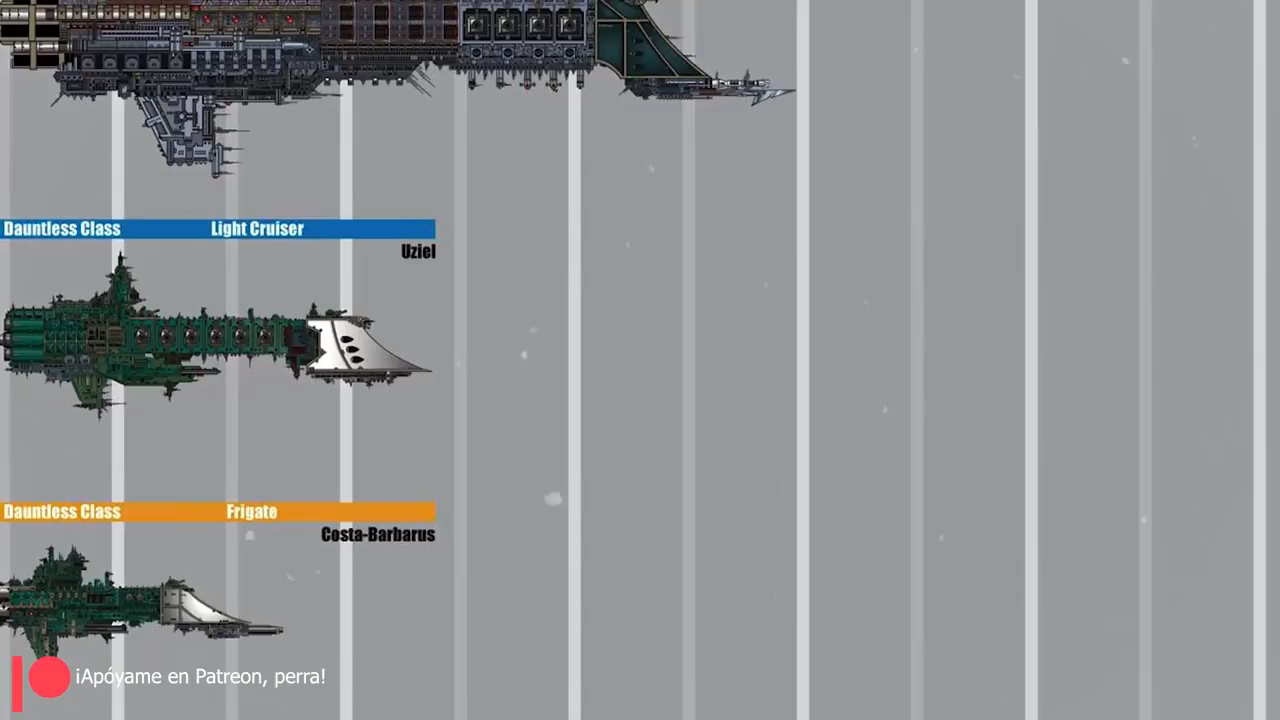 Dauntless Class Light Cruiser
Uziel
Dauntless Class Frigate
Costa-Barbarus
¡Apóyame en Patreon, perra!